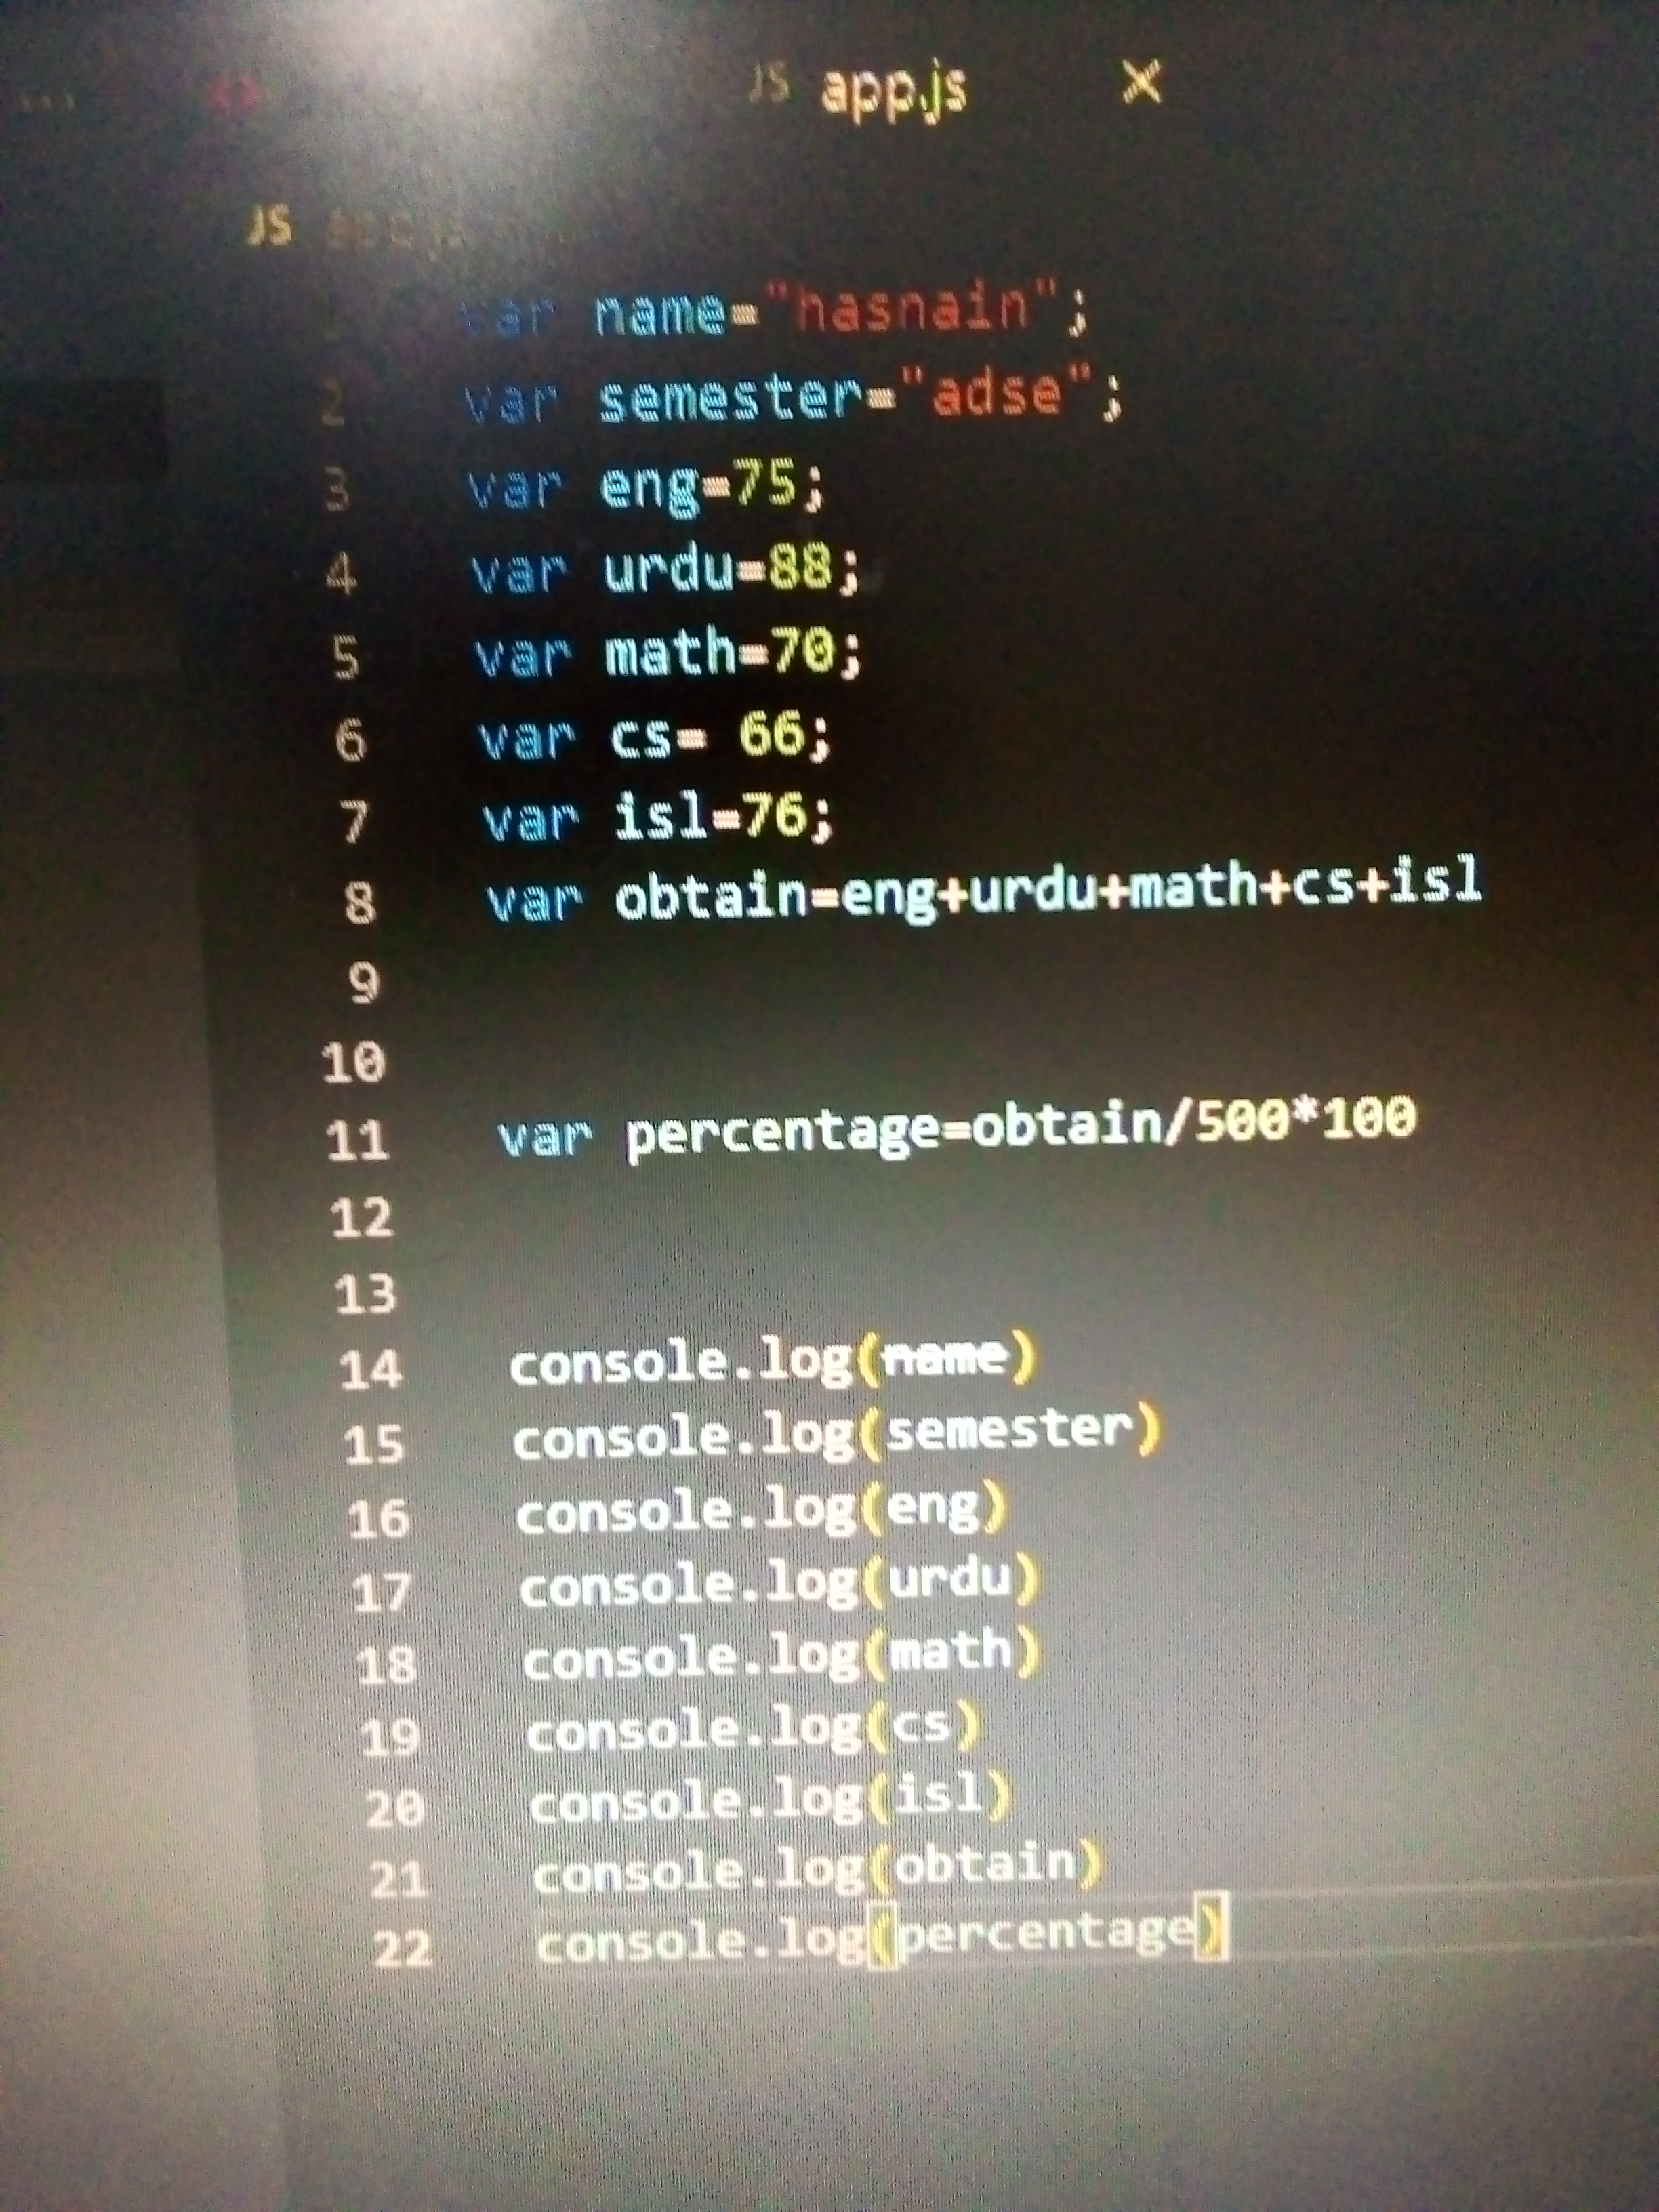 JS app.js X
JS app.js
var name="hasnain";
2 var semester="adse";
3 var eng=75;
4 var urdu=88;
5 var math=70;
6 var cs= 66;
7 var isl=76;
8 var obtain=eng+urdu+math+cs+isl
9
10
11 var percentage=obtain/500*100
12
13
14 console.log(name)
15 console.log(semester)
16 console.log(eng)
17 console.log(urdu)
18 console.log(math)
19 console.log(cs)
20 console.log(isl)
21 console.log(obtain)
22 console.log(percentage)